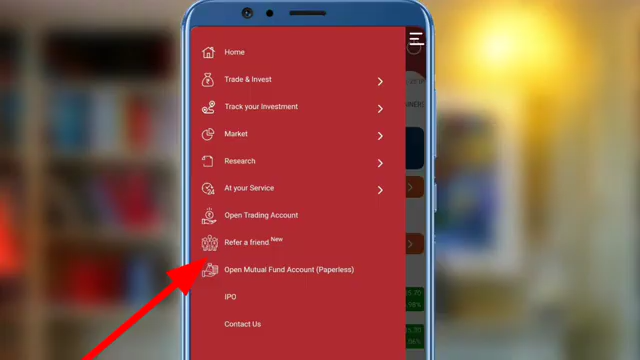 Home
Trade & Invest
Track your Investment
Market
Research
At your Service
24
Open Trading Account
Refer a friend New
Open Mutual Fund Account (Paperless)
IPO
Contact Us